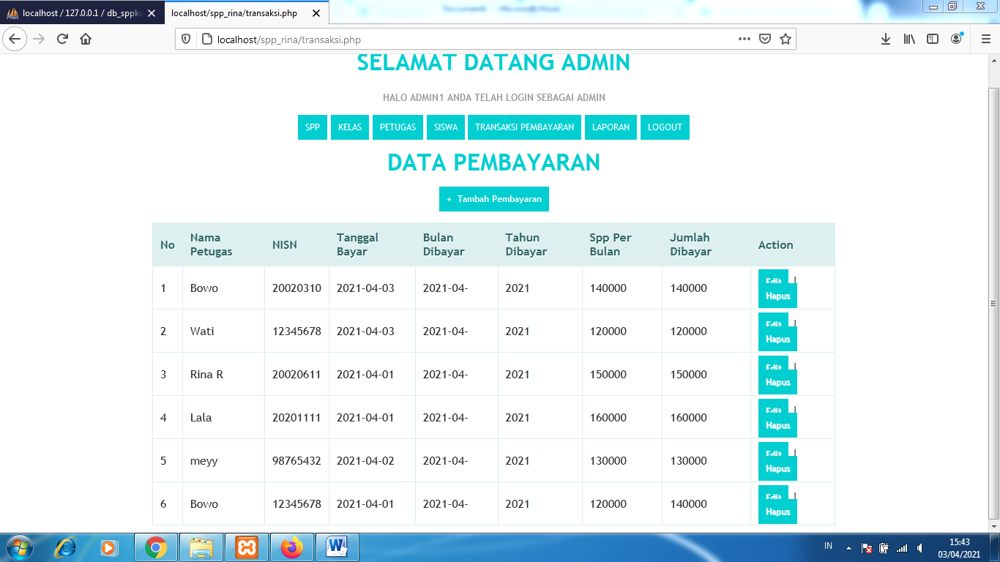 localhost / 127.0.0.1 / db_sppku
localhost/spp_rina/transaksi.php
Document1 - Microsoft Word
localhost/spp_rina/transaksi.php
SELAMAT DATANG ADMIN
HALO ADMIN1 ANDA TELAH LOGIN SEBAGAI ADMIN
SPP KELAS PETUGAS SISWA TRANSAKSI PEMBAYARAN LAPORAN LOGOUT
DATA PEMBAYARAN
+ Tambah Pembayaran
No Nama Petugas NISN Tanggal Bayar Bulan Dibayar Tahun Dibayar Spp Per Bulan Jumlah Dibayar Action
1 Bowo 20020310 2021-04-03 2021-04- 2021 140000 140000 Edit |
Hapus
2 Wati 12345678 2021-04-03 2021-04- 2021 120000 120000 Edit |
Hapus
3 Rina R 20020611 2021-04-01 2021-04- 2021 150000 150000 Edit |
Hapus
4 Lala 20201111 2021-04-01 2021-04- 2021 160000 160000 Edit |
Hapus
5 meyy 98765432 2021-04-02 2021-04- 2021 130000 130000 Edit |
Hapus
6 Bowo 12345678 2021-04-01 2021-04- 2021 120000 140000 Edit |
Hapus
IN
15:43
03/04/2021